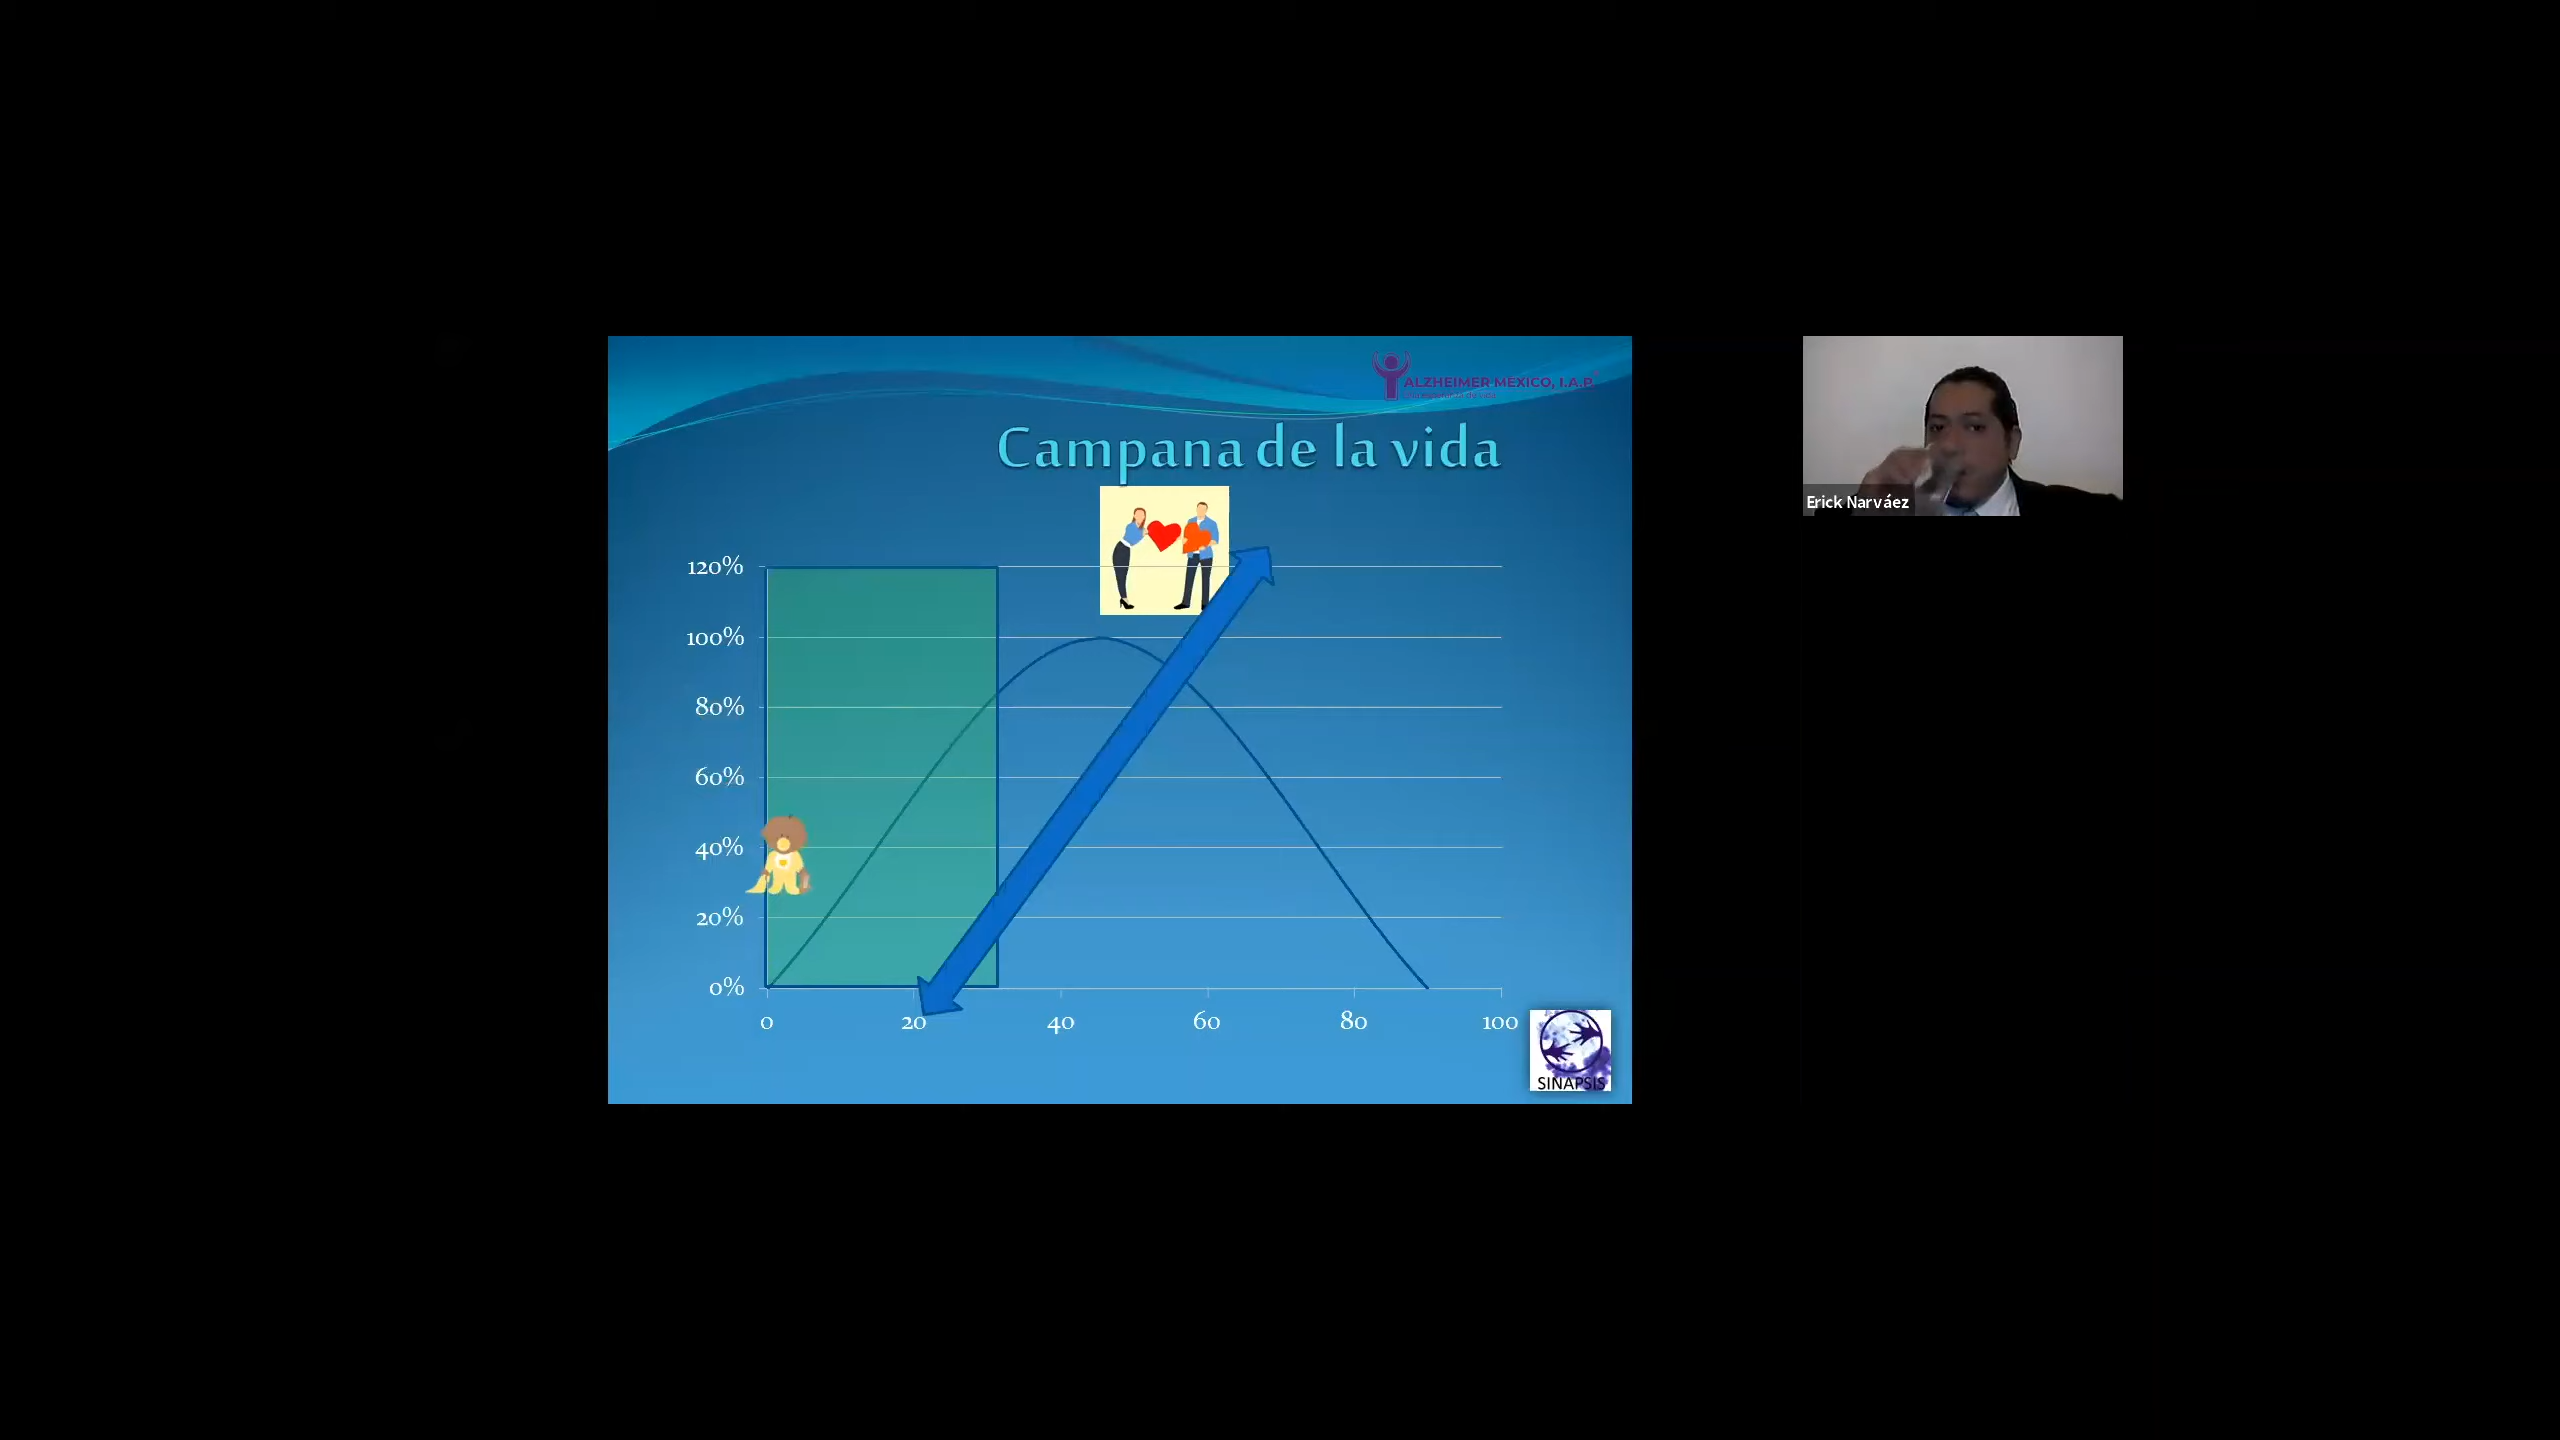 ALZHEIMER MÉXICO, I.A.P.
Campana de la vida
120%
100%
80%
60%
40%
20%
0%
0 20 40 60 80 100
SINAPSIS
Erick Narváez